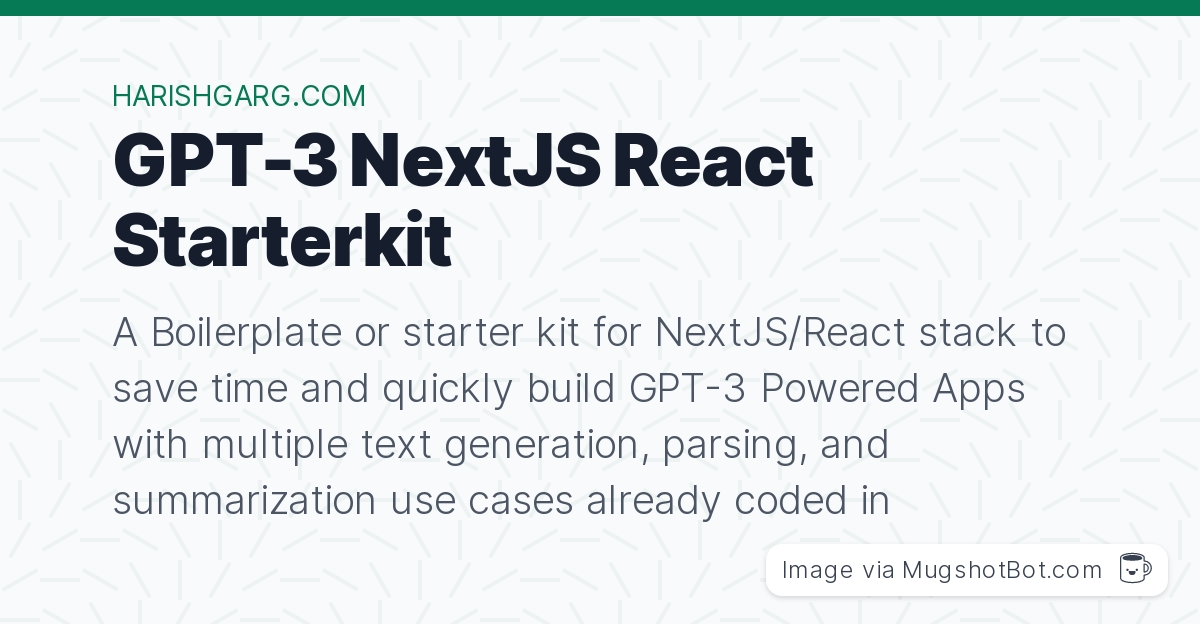 HARISHGARG.COM
GPT-3 NextJS React
Starterkit
A Boilerplate or starter kit for NextJS/React stack to
save time and quickly build GPT-3 Powered Apps
with multiple text generation, parsing, and
summarization use cases already coded in
Image via MugshotBot.com